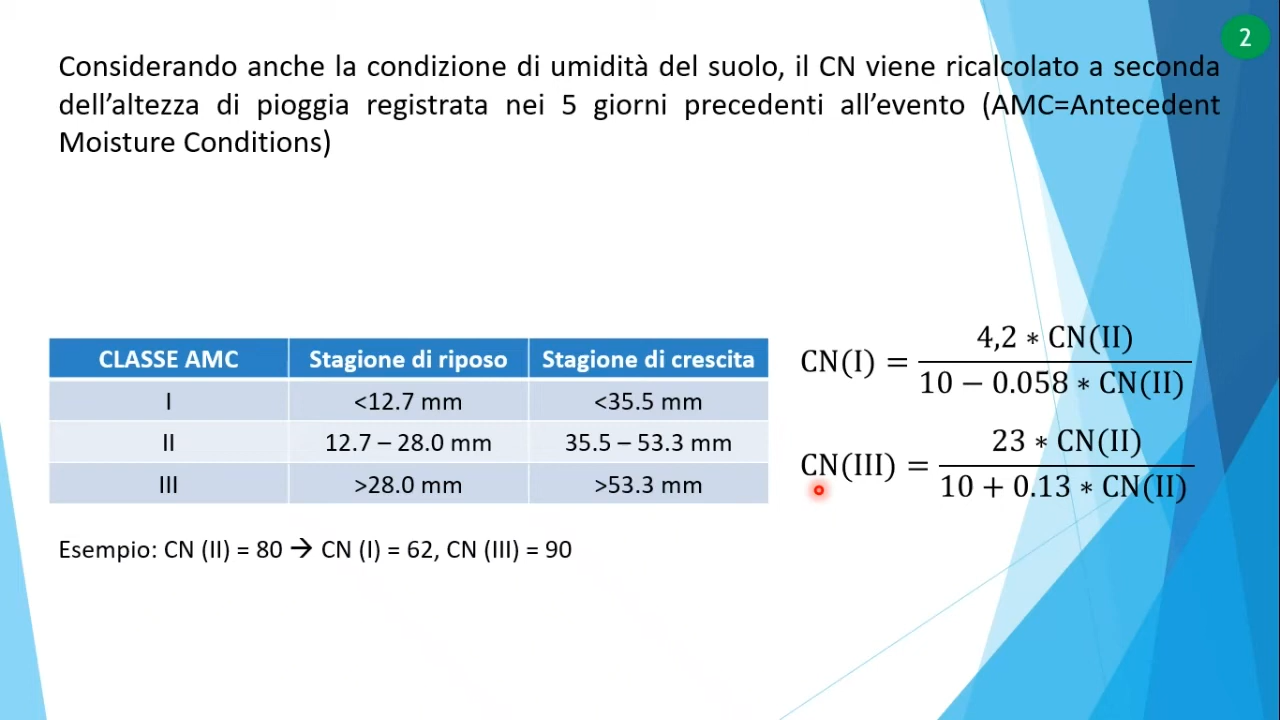 2
Considerando anche la condizione di umidità del suolo, il CN viene ricalcolato a seconda
dell’altezza di pioggia registrata nei 5 giorni precedenti all’evento (AMC=Antecedent
Moisture Conditions)
CLASSE AMC Stagione di riposo Stagione di crescita
I <12.7 mm <35.5 mm
II 12.7 – 28.0 mm 35.5 – 53.3 mm
III >28.0 mm >53.3 mm
CN(I) = 4,2 ∗ CN(II) / 10 − 0.058 ∗ CN(II)
CN(III) = 23 ∗ CN(II) / 10 + 0.13 ∗ CN(II)
Esempio: CN (II) = 80 → CN (I) = 62, CN (III) = 90